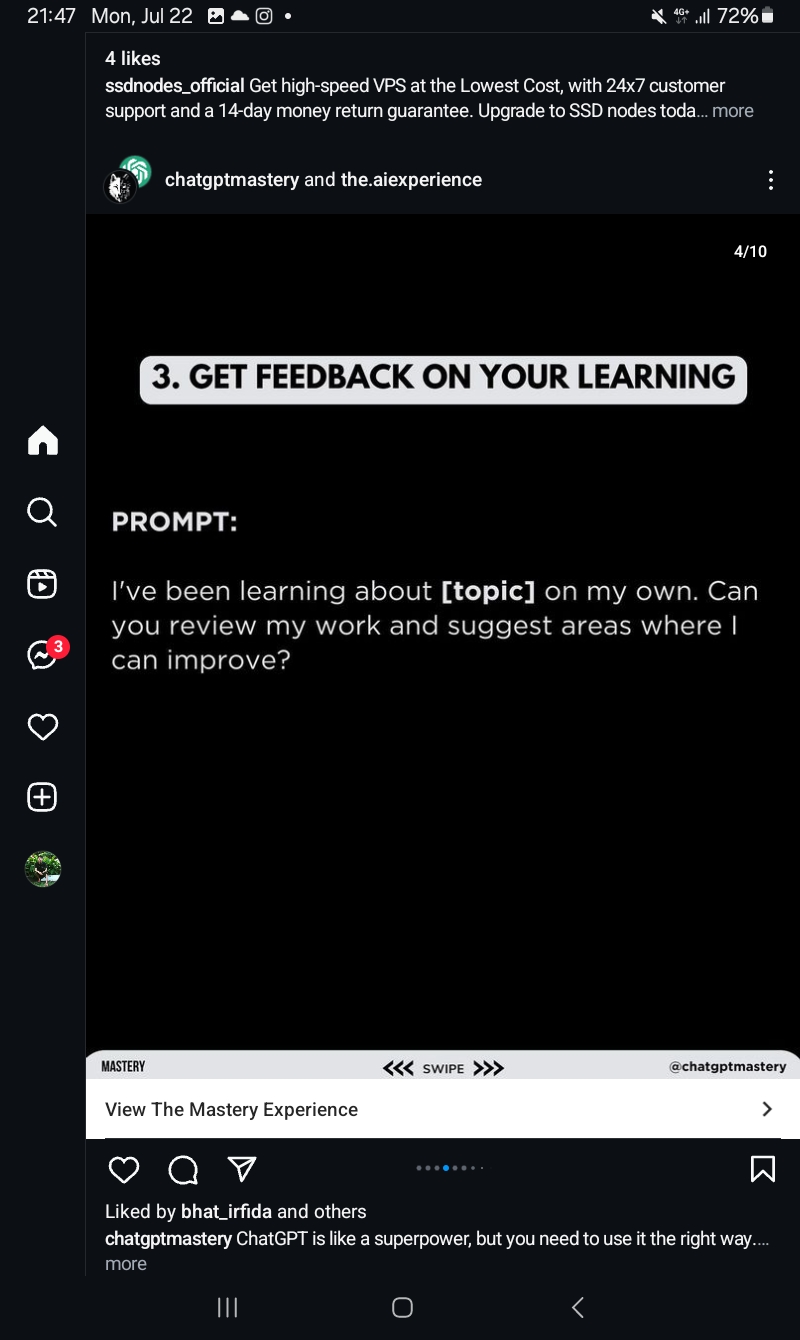 21:47 Mon, Jul 22
4G+ 72%
4 likes
ssdnodes_official Get high-speed VPS at the Lowest Cost, with 24x7 customer
support and a 14-day money return guarantee. Upgrade to SSD nodes toda... more
chatgptmastery and the.aiexperience
4/10
3. GET FEEDBACK ON YOUR LEARNING
PROMPT:
I've been learning about [topic] on my own. Can
you review my work and suggest areas where I
can improve?
3
MASTERY
<<< SWIPE >>>
@chatgptmastery
View The Mastery Experience
Liked by bhat_irfida and others
chatgptmastery ChatGPT is like a superpower, but you need to use it the right way....
more